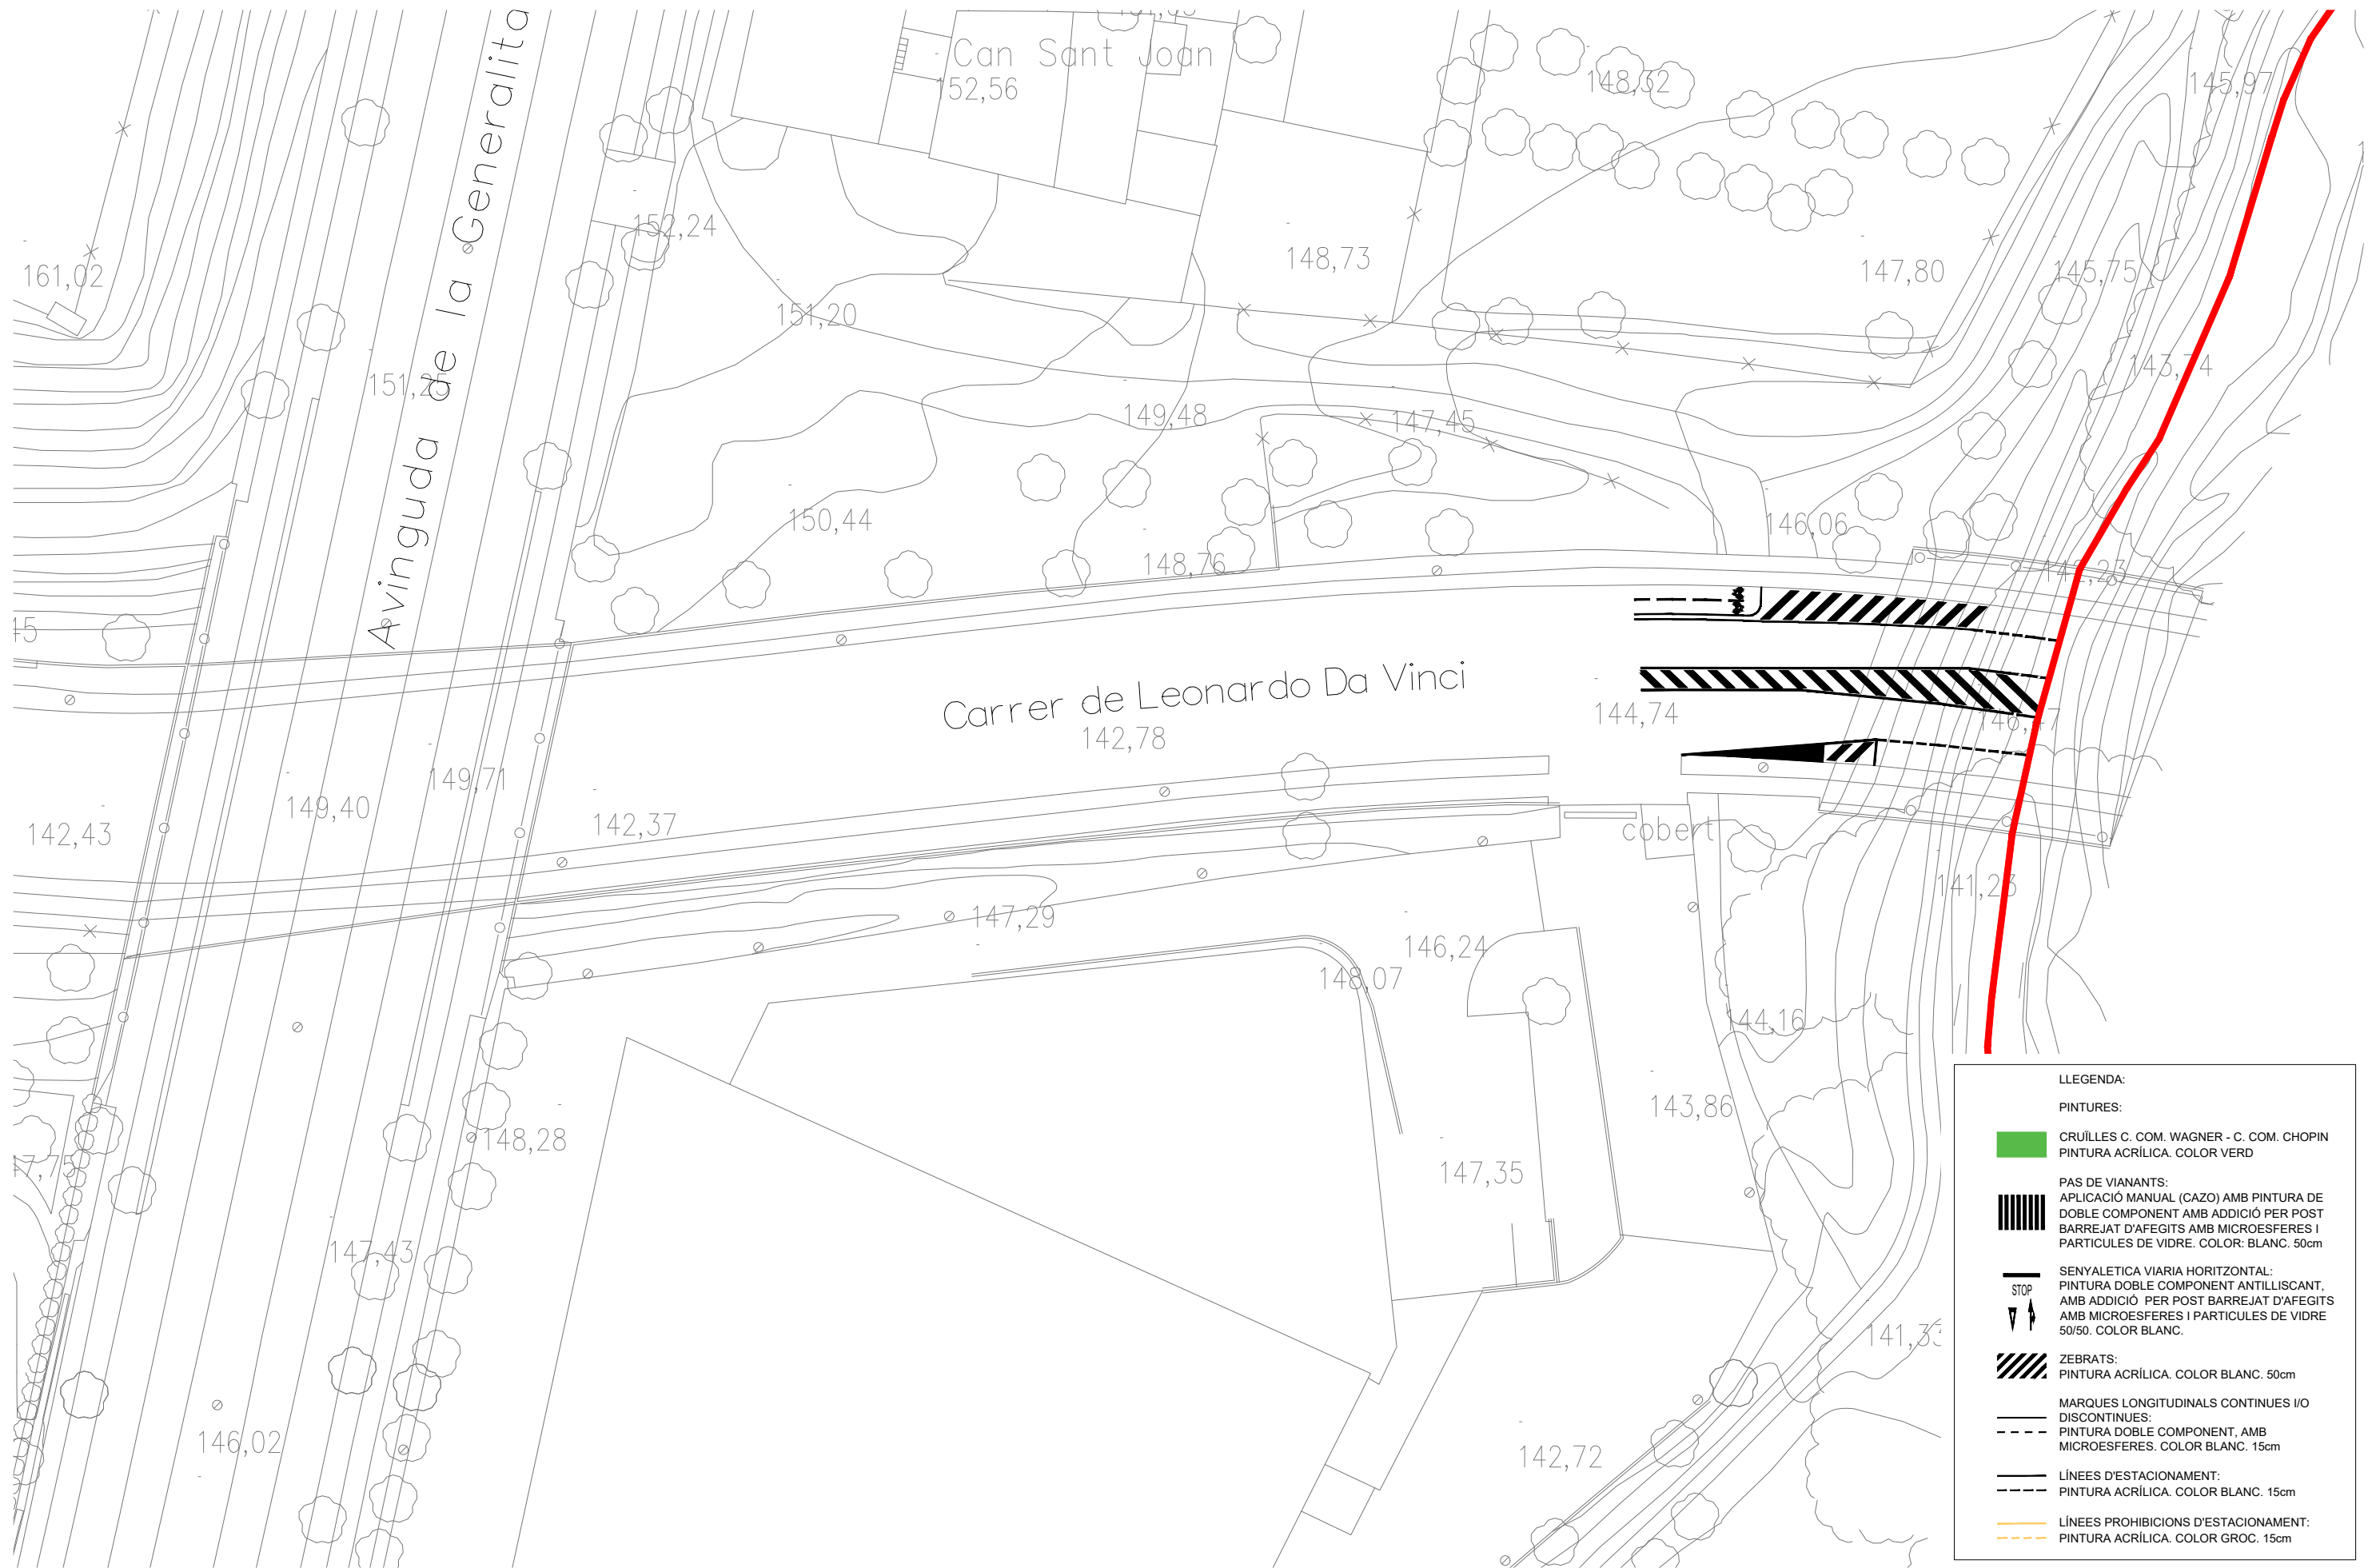 Avinguda de la Generalita
Can Sant Joan
152,56
148,32
145,97
161,02
152,24
148,73
147,80
145,75
151,20
151,25
143,74
149,48
147,45
150,44
146,06
148,76
Carrer de Leonardo Da Vinci
142,78
144,74
149,71
149,40
142,43
142,37
cobert
141,23
147,29
146,24
148,07
144,16
148,28
143,86
147,35
147,43
146,02
142,72
LLEGENDA:
PINTURES:
CRUÏLLES C. COM. WAGNER - C. COM. CHOPIN
PINTURA ACRÍLICA. COLOR VERD
PAS DE VIANANTS:
APLICACIÓ MANUAL (CAZO) AMB PINTURA DE
DOBLE COMPONENT AMB ADDICIÓ PER POST
BARREJAT D'AFEGITS AMB MICROESFERES I
PARTICULES DE VIDRE. COLOR: BLANC. 50cm
STOP
SENYALETICA VIARIA HORITZONTAL:
PINTURA DOBLE COMPONENT ANTILLISCANT,
AMB ADDICIÓ PER POST BARREJAT D'AFEGITS
AMB MICROESFERES I PARTICULES DE VIDRE
50/50. COLOR BLANC.
ZEBRATS:
PINTURA ACRÍLICA. COLOR BLANC. 50cm
MARQUES LONGITUDINALS CONTINUES I/O
DISCONTINUES:
PINTURA DOBLE COMPONENT, AMB
MICROESFERES. COLOR BLANC. 15cm
LÍNEES D'ESTACIONAMENT:
PINTURA ACRÍLICA. COLOR BLANC. 15cm
LÍNEES PROHIBICIONS D'ESTACIONAMENT:
PINTURA ACRÍLICA. COLOR GROC. 15cm